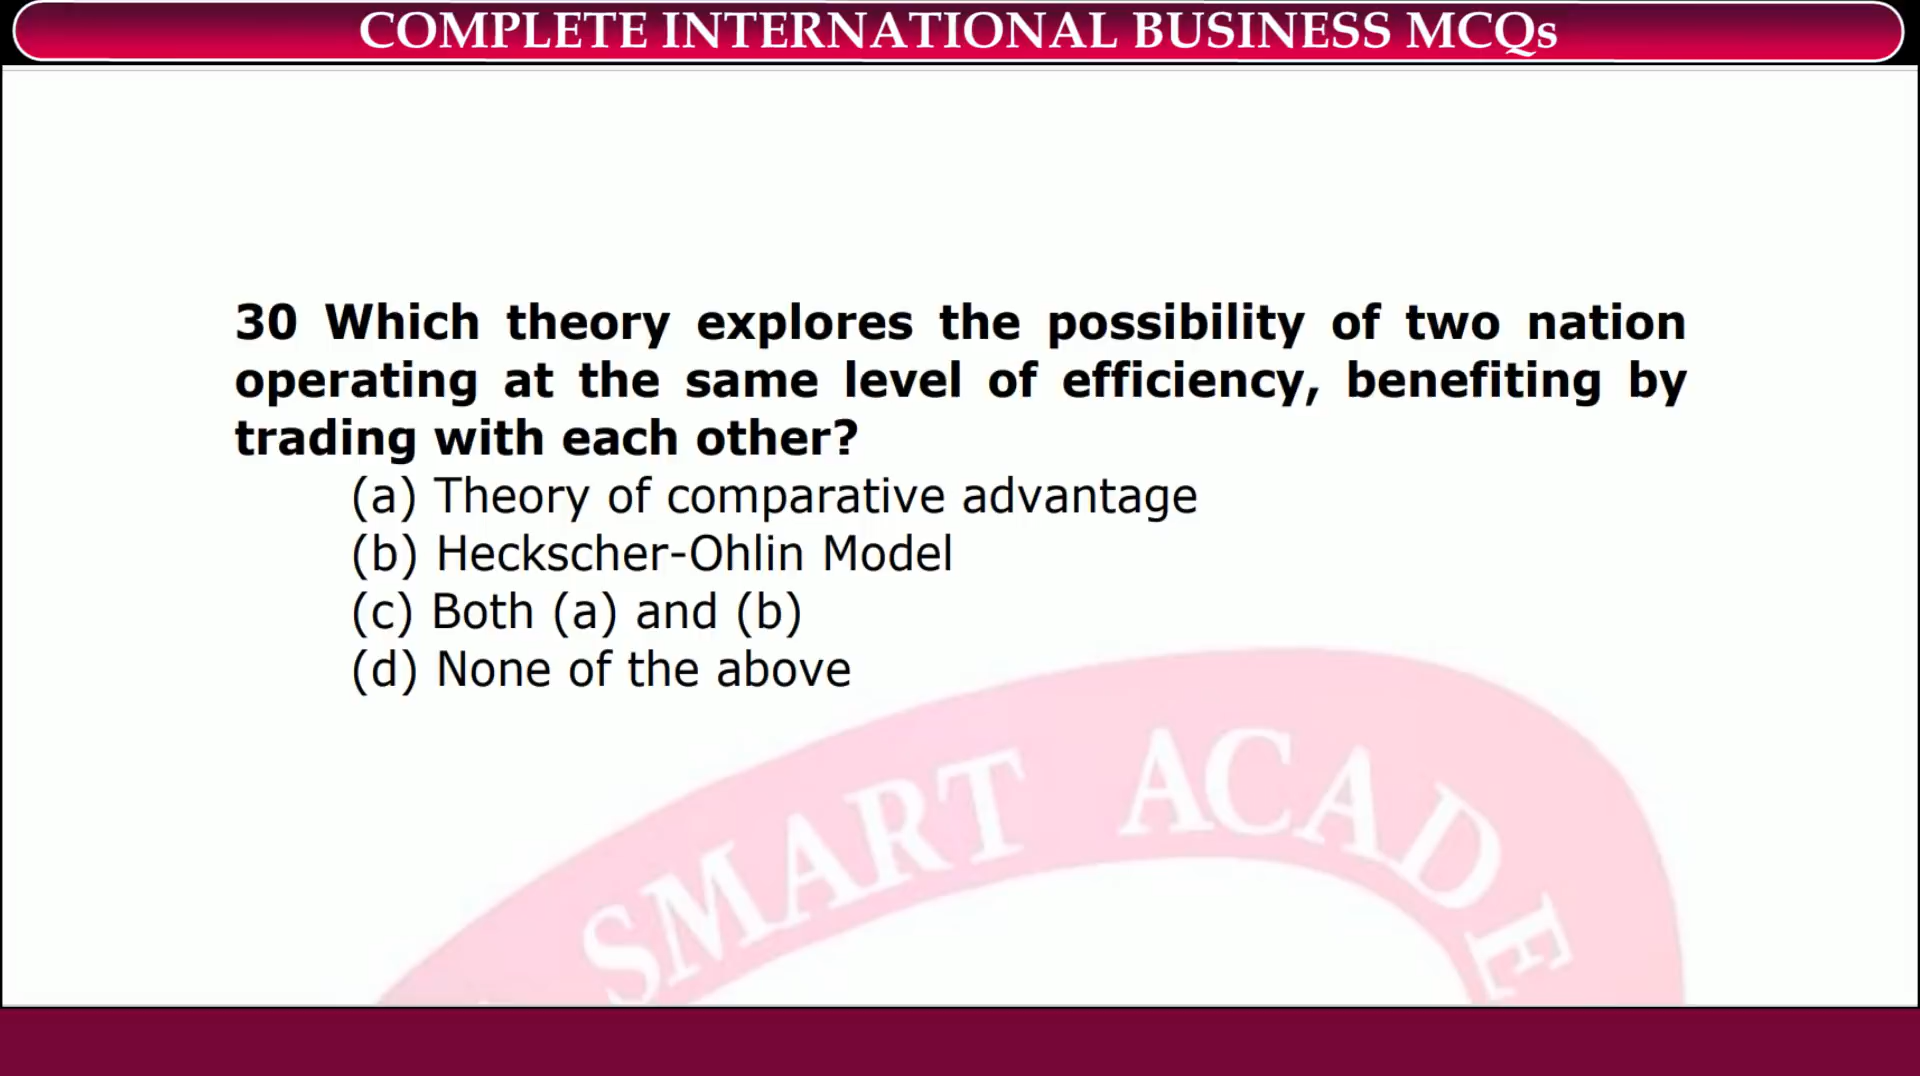 COMPLETE INTERNATIONAL BUSINESS MCQs
30 Which theory explores the possibility of two nation
operating at the same level of efficiency, benefiting by
trading with each other?
(a) Theory of comparative advantage
(b) Heckscher-Ohlin Model
(c) Both (a) and (b)
(d) None of the above
SMART ACADE